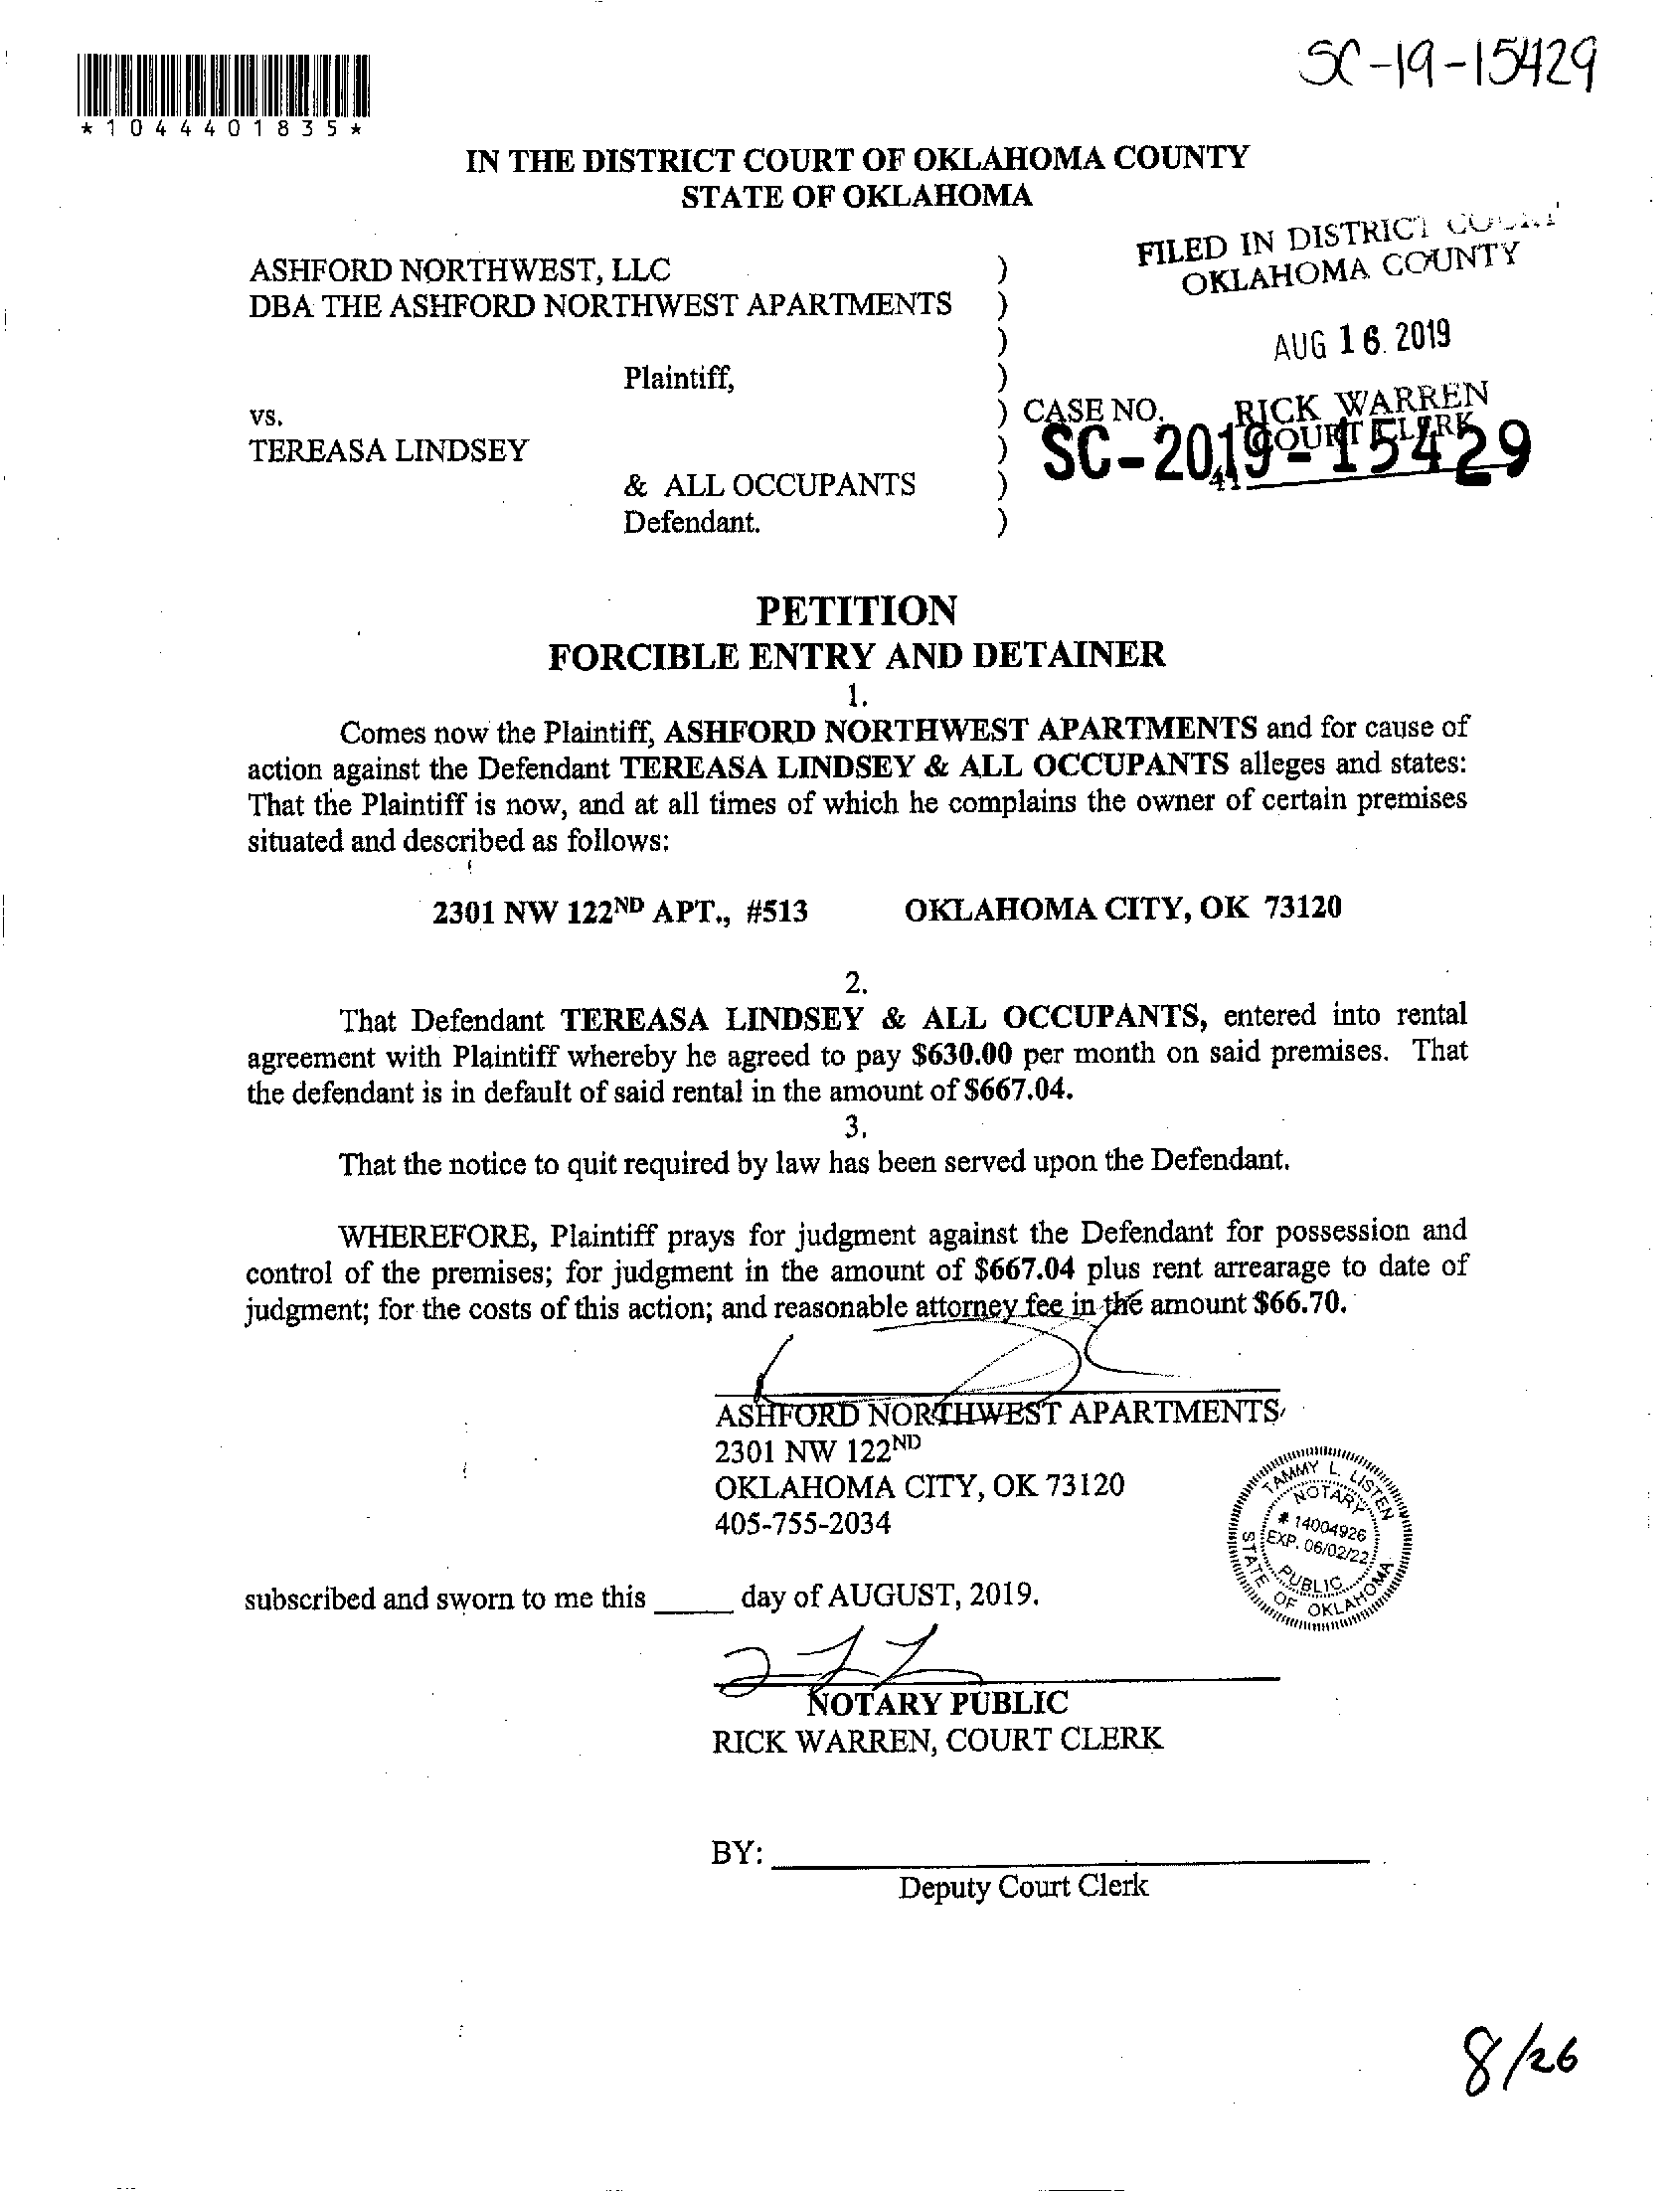 SC-19-15429
*1044401835*
IN THE DISTRICT COURT OF OKLAHOMA COUNTY
STATE OF OKLAHOMA
FILED IN DISTRICT COURT
OKLAHOMA COUNTY
AUG 16 2019
RICK WARREN
COURT CLERK
41
ASHFORD NORTHWEST, LLC )
DBA THE ASHFORD NORTHWEST APARTMENTS )
)
Plaintiff, )
vs. ) CASE NO. SC-2019-15429
TEREASA LINDSEY )
& ALL OCCUPANTS )
Defendant. )
PETITION
FORCIBLE ENTRY AND DETAINER
1.
Comes now the Plaintiff, ASHFORD NORTHWEST APARTMENTS and for cause of
action against the Defendant TEREASA LINDSEY & ALL OCCUPANTS alleges and states:
That the Plaintiff is now, and at all times of which he complains the owner of certain premises
situated and described as follows:
2301 NW 122ND APT., #513 OKLAHOMA CITY, OK 73120
2.
That Defendant TEREASA LINDSEY & ALL OCCUPANTS, entered into rental
agreement with Plaintiff whereby he agreed to pay $630.00 per month on said premises. That
the defendant is in default of said rental in the amount of $667.04.
3.
That the notice to quit required by law has been served upon the Defendant.
WHEREFORE, Plaintiff prays for judgment against the Defendant for possession and
control of the premises; for judgment in the amount of $667.04 plus rent arrearage to date of
judgment; for the costs of this action; and reasonable attorney fee in the amount $66.70.
ASHFORD NORTHWEST APARTMENTS
2301 NW 122ND
OKLAHOMA CITY, OK 73120
405-755-2034
TAMMY L. LISTEN
NOTARY
# 14004926
EXP. 06/02/22
PUBLIC
STATE OF OKLAHOMA
subscribed and sworn to me this _____ day of AUGUST, 2019.
NOTARY PUBLIC
RICK WARREN, COURT CLERK
BY: ____________________
Deputy Court Clerk
8/26